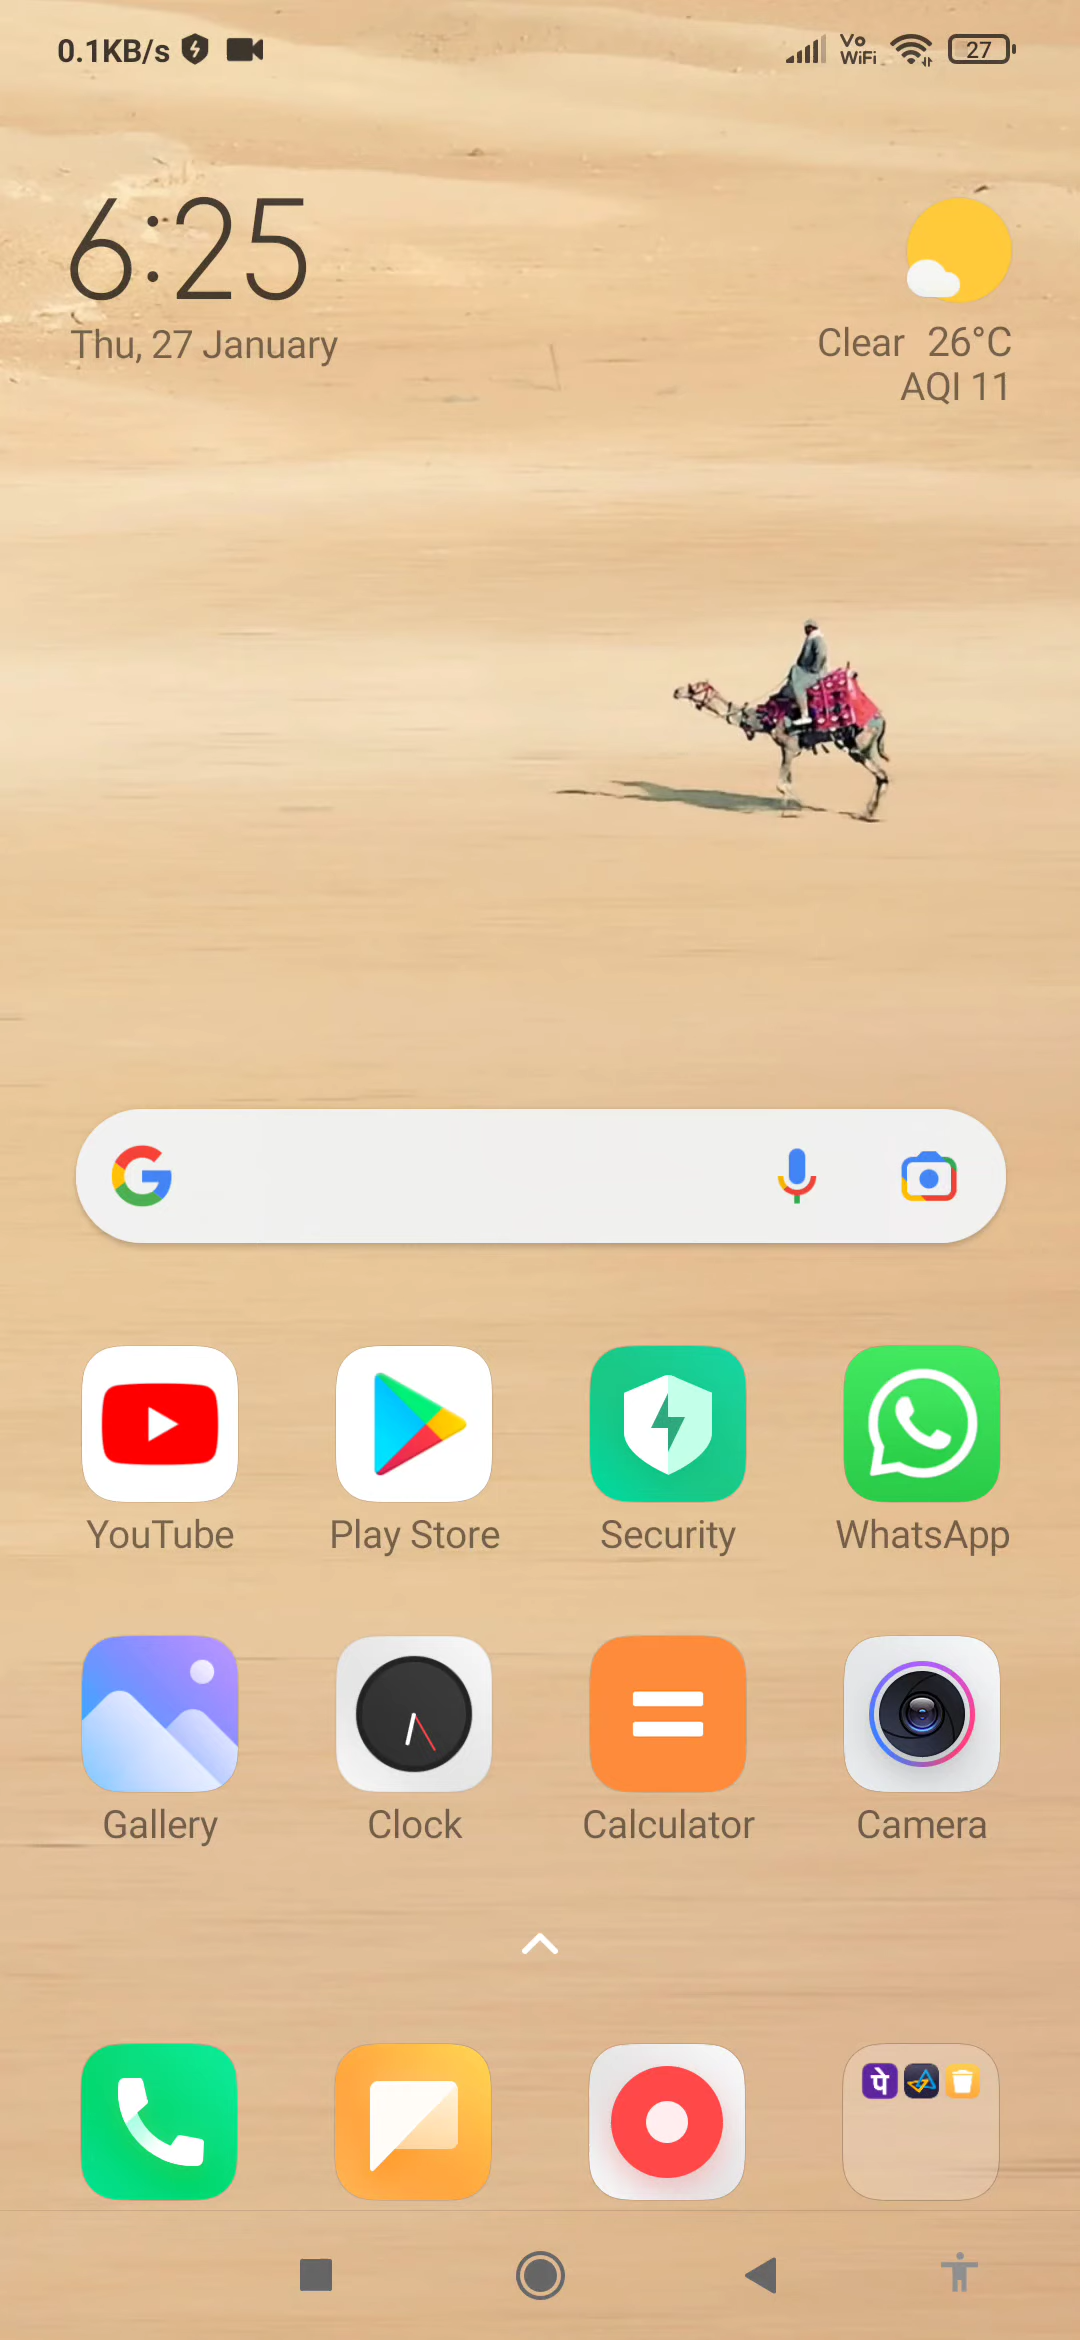 0.1KB/s
Vo
WiFi
27
6:25
Thu, 27 January
Clear 26°C
AQI 11
YouTube
Play Store
Security
WhatsApp
Gallery
Clock
Calculator
Camera
पे